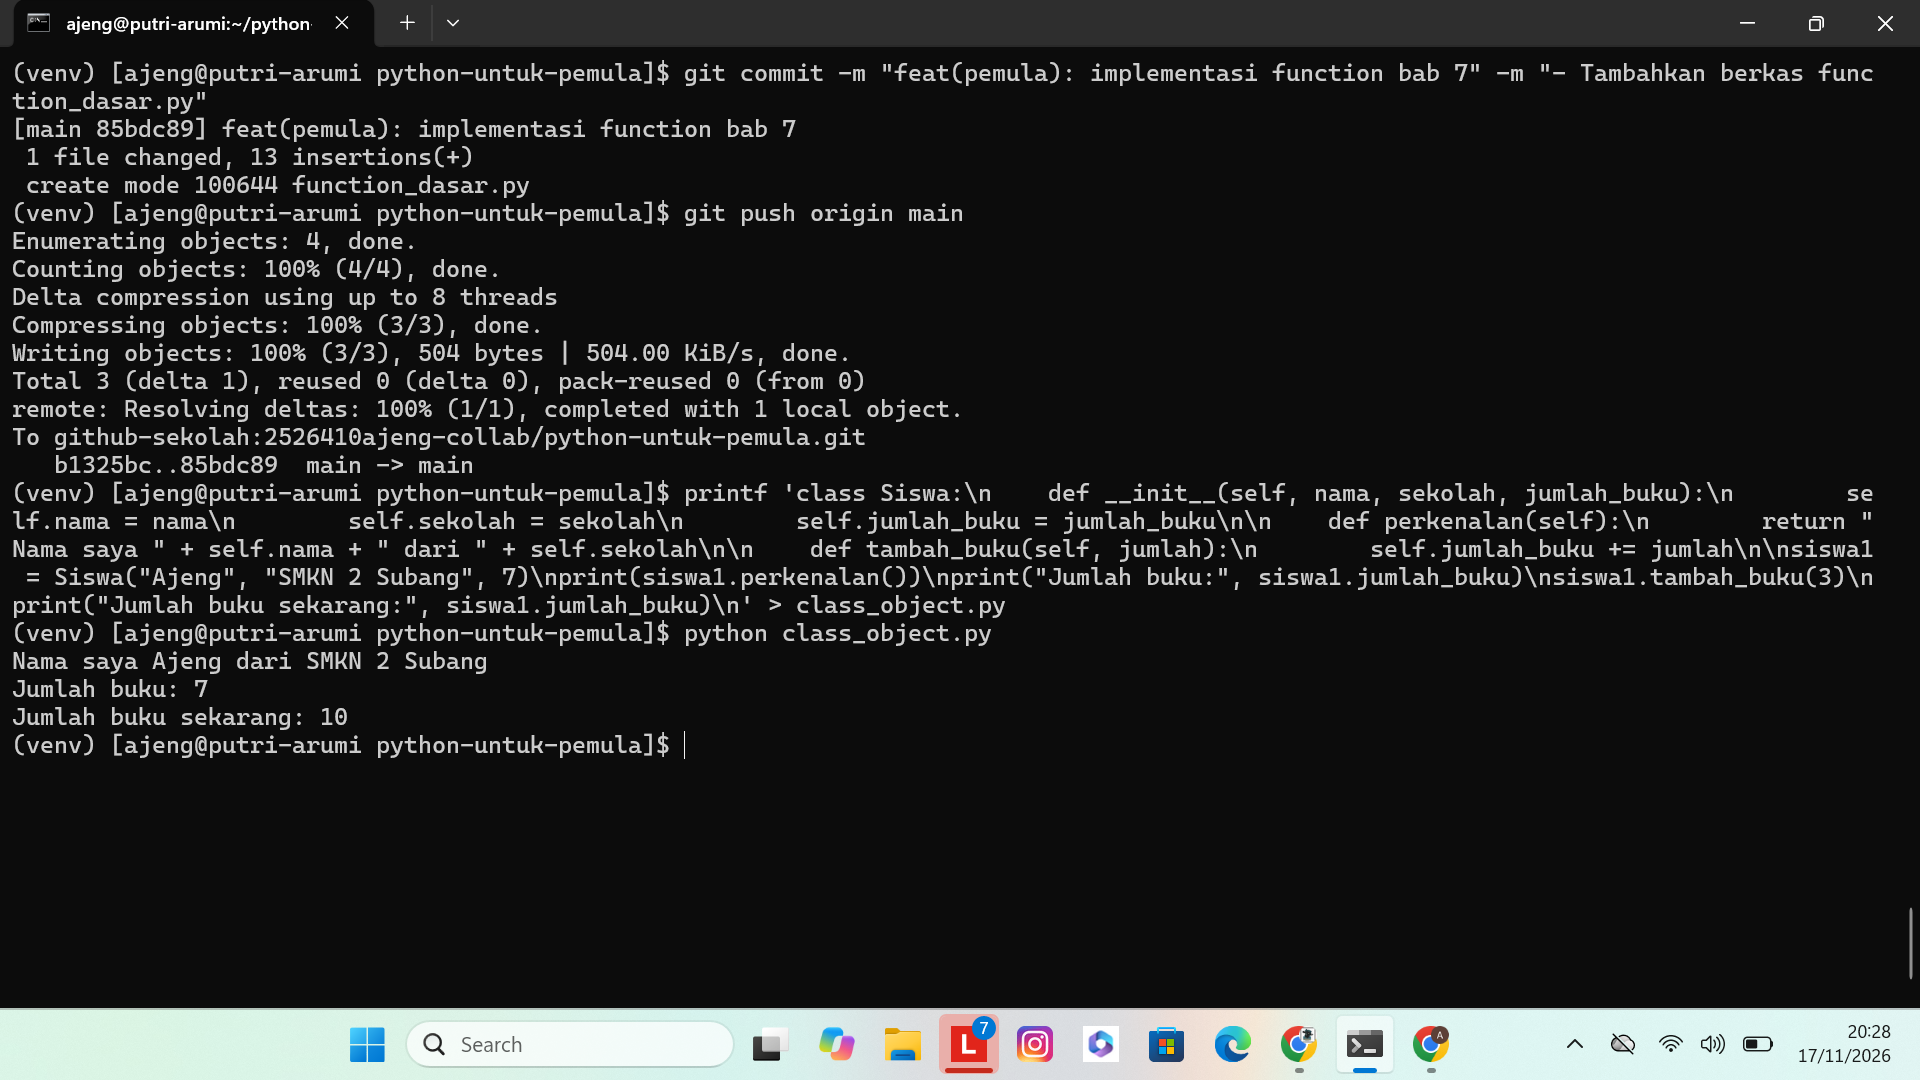 ajeng@putri-arumi:~/python
(venv) [ajeng@putri-arumi python-untuk-pemula]$ git commit -m "feat(pemula): implementasi function bab 7" -m "- Tambahkan berkas func
tion_dasar.py"
[main 85bdc89] feat(pemula): implementasi function bab 7
 1 file changed, 13 insertions(+)
 create mode 100644 function_dasar.py
(venv) [ajeng@putri-arumi python-untuk-pemula]$ git push origin main
Enumerating objects: 4, done.
Counting objects: 100% (4/4), done.
Delta compression using up to 8 threads
Compressing objects: 100% (3/3), done.
Writing objects: 100% (3/3), 504 bytes | 504.00 KiB/s, done.
Total 3 (delta 1), reused 0 (delta 0), pack-reused 0 (from 0)
remote: Resolving deltas: 100% (1/1), completed with 1 local object.
To github-sekolah:2526410ajeng-collab/python-untuk-pemula.git
   b1325bc..85bdc89  main -> main
(venv) [ajeng@putri-arumi python-untuk-pemula]$ printf 'class Siswa:\n    def __init__(self, nama, sekolah, jumlah_buku):\n        se
lf.nama = nama\n        self.sekolah = sekolah\n        self.jumlah_buku = jumlah_buku\n\n    def perkenalan(self):\n        return "
Nama saya " + self.nama + " dari " + self.sekolah\n\n    def tambah_buku(self, jumlah):\n        self.jumlah_buku += jumlah\n\nsiswa1
 = Siswa("Ajeng", "SMKN 2 Subang", 7)\nprint(siswa1.perkenalan())\nprint("Jumlah buku:", siswa1.jumlah_buku)\nsiswa1.tambah_buku(3)\n
print("Jumlah buku sekarang:", siswa1.jumlah_buku)\n' > class_object.py
(venv) [ajeng@putri-arumi python-untuk-pemula]$ python class_object.py
Nama saya Ajeng dari SMKN 2 Subang
Jumlah buku: 7
Jumlah buku sekarang: 10
(venv) [ajeng@putri-arumi python-untuk-pemula]$
Search
L
7
A
20:28
17/11/2026